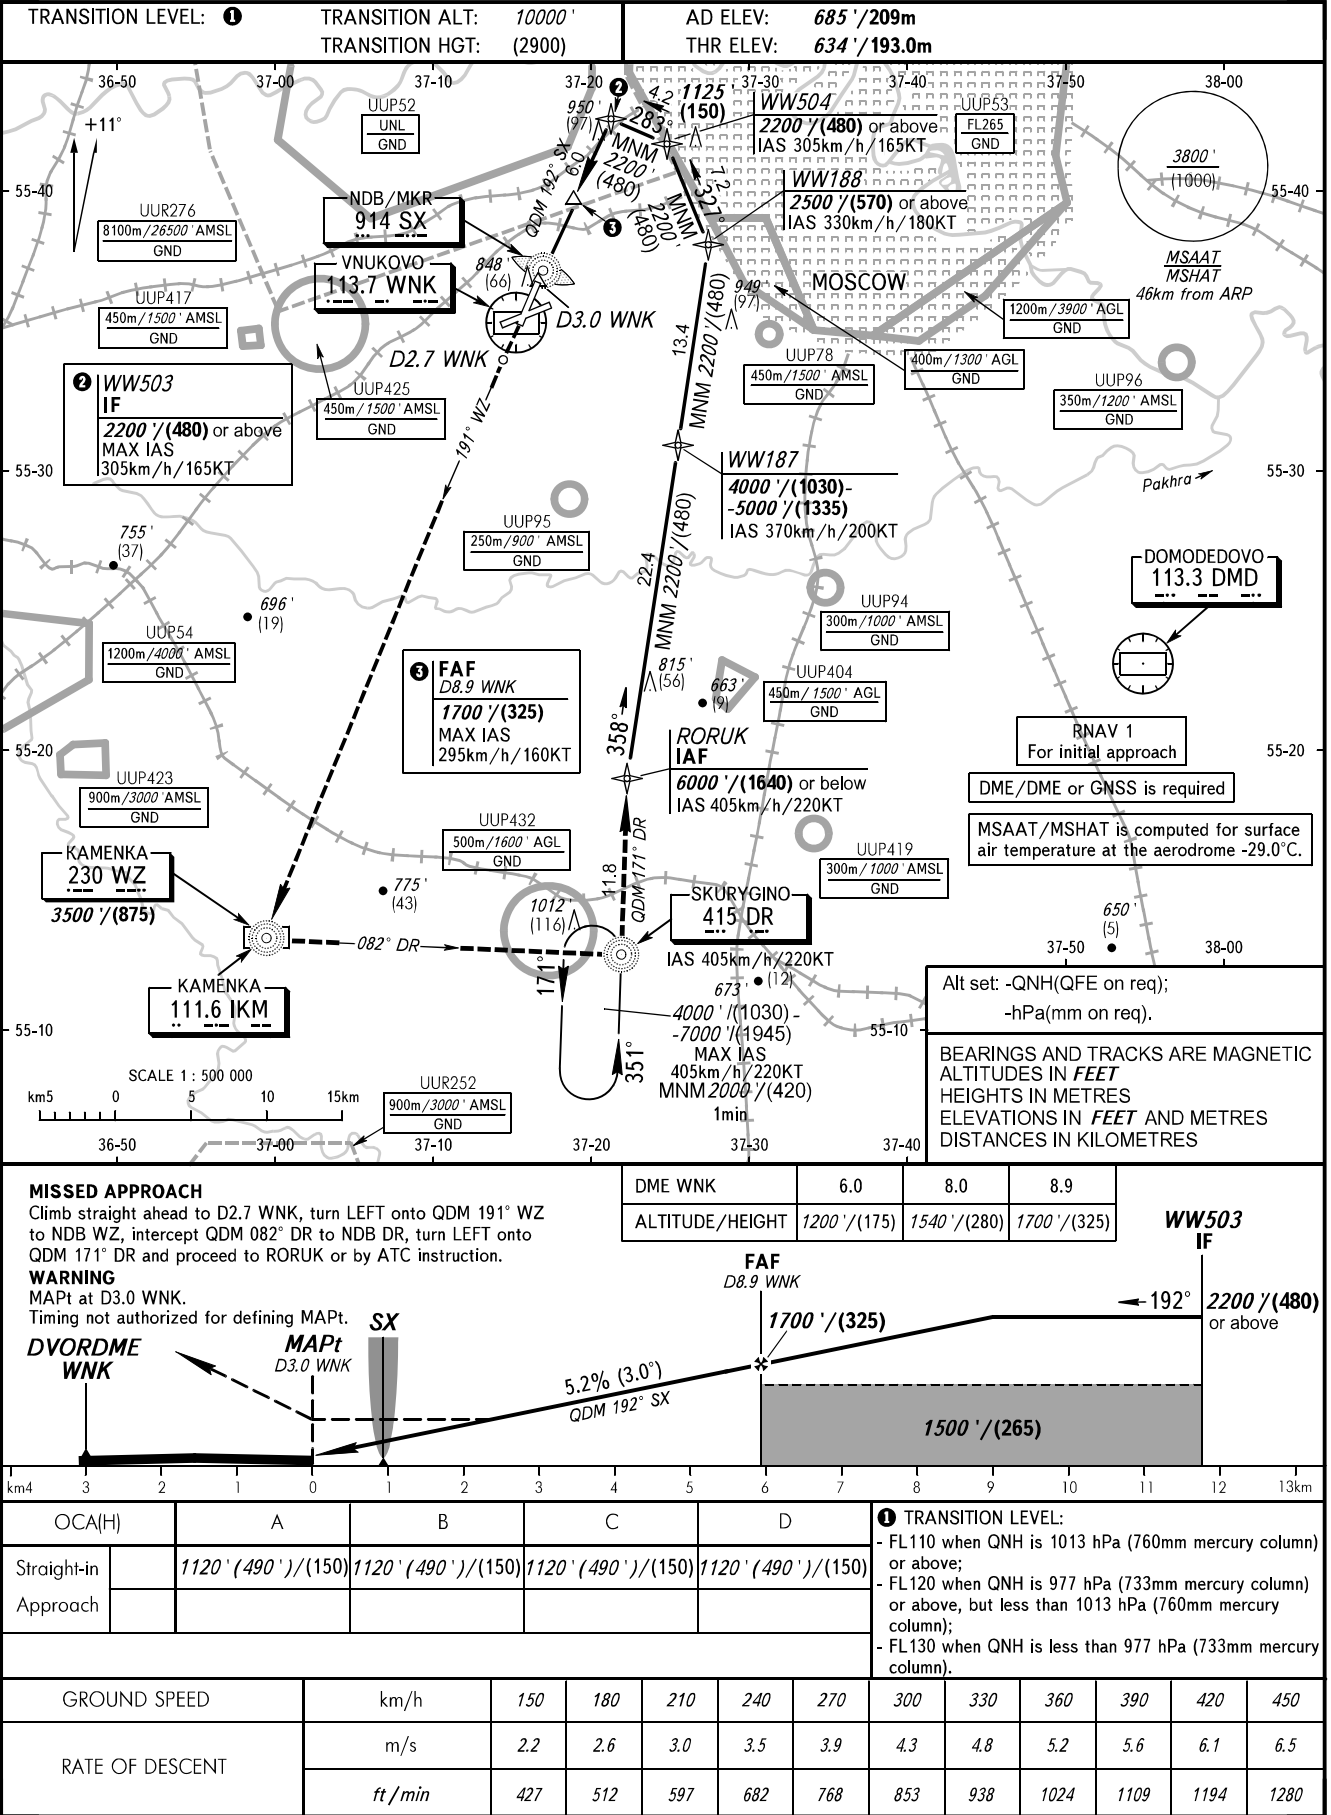 TRANSITION LEVEL: ❶
TRANSITION ALT: 10000'
TRANSITION HGT: (2900)
AD ELEV: 685'/209m
THR ELEV: 634'/193.0m
36-50
37-00
37-10
37-20
37-30
37-40
37-50
38-00
+11°
UUP52
UNL
GND
950'
(97)
❷
4.2
283°
1125'
(150)
WW504
2200'/(480) or above
IAS 305km/h/165KT
UUP53
FL265
GND
3800'
(1000)
MSAAT
MSHAT
46km from ARP
55-40
55-40
QDM 192° SX
6.0
MNM
2200'
(480)
7.2
327°
MNM
2200'
(480)
❸
WW188
2500'/(570) or above
IAS 330km/h/180KT
NDB/MKR
914 SX
UUR276
8100m/26500' AMSL
GND
VNUKOVO
113.7 WNK
848'
(66)
D3.0 WNK
D2.7 WNK
949'
(97)
MOSCOW
1200m/3900' AGL
GND
UUP417
450m/1500' AMSL
GND
UUP425
450m/1500' AMSL
GND
UUP78
450m/1500' AMSL
GND
400m/1300' AGL
GND
UUP96
350m/1200' AMSL
GND
13.4
MNM 2200'/(480)
❷ WW503
IF
2200'/(480) or above
MAX IAS
305km/h/165KT
191° WZ
55-30
55-30
WW187
4000'/(1030)-
-5000'/(1335)
IAS 370km/h/200KT
Pakhra
UUP95
250m/900' AMSL
GND
755'
(37)
22.4
MNM 2200'/(480)
DOMODEDOVO
113.3 DMD
696'
(19)
UUP94
300m/1000' AMSL
GND
UUP54
1200m/4000' AMSL
GND
❸ FAF
D8.9 WNK
1700'/(325)
MAX IAS
295km/h/160KT
815'
(56)
663'
(9)
UUP404
450m/1500' AGL
GND
358°
RORUK
IAF
6000'/(1640) or below
IAS 405km/h/220KT
RNAV 1
For initial approach
55-20
55-20
DME/DME or GNSS is required
MSAAT/MSHAT is computed for surface
air temperature at the aerodrome -29.0°C.
UUP423
900m/3000' AMSL
GND
UUP432
500m/1600' AGL
GND
UUP419
300m/1000' AMSL
GND
KAMENKA
230 WZ
3500'/(875)
775'
(43)
11.8
QDM 171° DR
1012'
(116)
SKURYGINO
415 DR
IAS 405km/h/220KT
650'
(5)
37-50
38-00
082° DR
171°
673'
(12)
KAMENKA
111.6 IKM
4000'/(1030)-
-7000'/(1945)
MAX IAS
405km/h/220KT
MNM 2000'/(420)
1min
351°
55-10
55-10
Alt set: -QNH(QFE on req);
-hPa(mm on req).
BEARINGS AND TRACKS ARE MAGNETIC
ALTITUDES IN FEET
HEIGHTS IN METRES
ELEVATIONS IN FEET AND METRES
DISTANCES IN KILOMETRES
SCALE 1 : 500 000
km5 0 5 10 15km
UUR252
900m/3000' AMSL
GND
36-50
37-00
37-10
37-20
37-30
37-40
MISSED APPROACH
Climb straight ahead to D2.7 WNK, turn LEFT onto QDM 191° WZ
to NDB WZ, intercept QDM 082° DR to NDB DR, turn LEFT onto
QDM 171° DR and proceed to RORUK or by ATC instruction.
WARNING
MAPt at D3.0 WNK.
Timing not authorized for defining MAPt.
DME WNK 6.0 8.0 8.9
ALTITUDE/HEIGHT 1200'/(175) 1540'/(280) 1700'/(325)
DVORDME
WNK
MAPt
D3.0 WNK
SX
5.2% (3.0°)
QDM 192° SX
FAF
D8.9 WNK
1700'/(325)
192°
WW503
IF
2200'/(480)
or above
1500'/(265)
km4 3 2 1 0 1 2 3 4 5 6 7 8 9 10 11 12 13km
OCA(H) A B C D
Straight-in
Approach
1120'(490')/(150) 1120'(490')/(150) 1120'(490')/(150) 1120'(490')/(150)
❶ TRANSITION LEVEL:
- FL110 when QNH is 1013 hPa (760mm mercury column)
or above;
- FL120 when QNH is 977 hPa (733mm mercury column)
or above, but less than 1013 hPa (760mm mercury
column);
- FL130 when QNH is less than 977 hPa (733mm mercury
column).
GROUND SPEED km/h 150 180 210 240 270 300 330 360 390 420 450
RATE OF DESCENT
m/s 2.2 2.6 3.0 3.5 3.9 4.3 4.8 5.2 5.6 6.1 6.5
ft/min 427 512 597 682 768 853 938 1024 1109 1194 1280